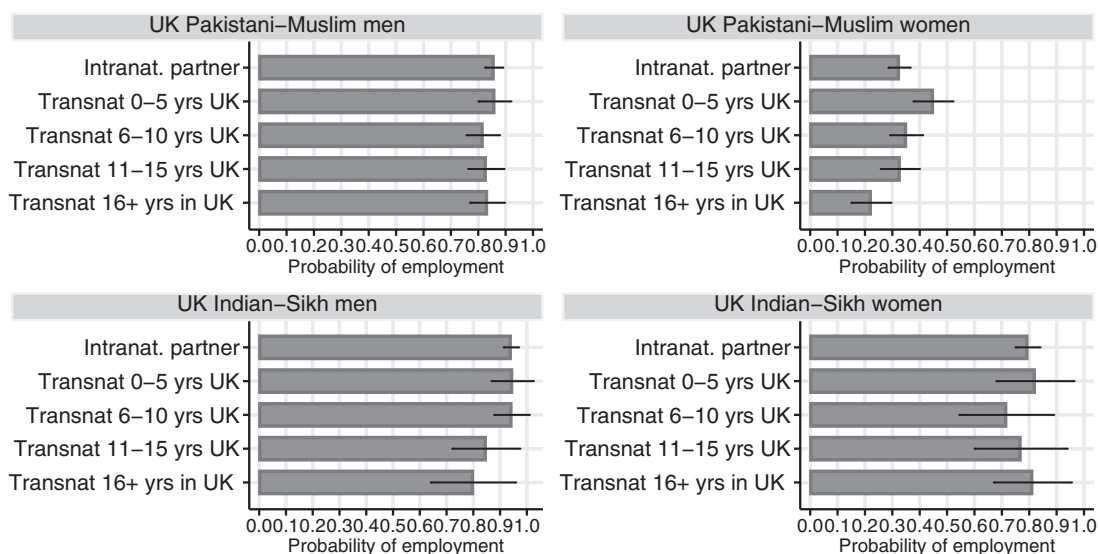 UK Pakistani−Muslim men
Intranat. partner
Transnat 0−5 yrs UK
Transnat 6−10 yrs UK
Transnat 11−15 yrs UK
Transnat 16+ yrs in UK
0.00.10.20.30.40.50.60.70.80.91.0
Probability of employment
UK Pakistani−Muslim women
Intranat. partner
Transnat 0−5 yrs UK
Transnat 6−10 yrs UK
Transnat 11−15 yrs UK
Transnat 16+ yrs in UK
0.00.10.20.30.40.50.60.70.80.91.0
Probability of employment
UK Indian−Sikh men
Intranat. partner
Transnat 0−5 yrs UK
Transnat 6−10 yrs UK
Transnat 11−15 yrs UK
Transnat 16+ yrs in UK
0.00.10.20.30.40.50.60.70.80.91.0
Probability of employment
UK Indian−Sikh women
Intranat. partner
Transnat 0−5 yrs UK
Transnat 6−10 yrs UK
Transnat 11−15 yrs UK
Transnat 16+ yrs in UK
0.00.10.20.30.40.50.60.70.80.91.0
Probability of employment